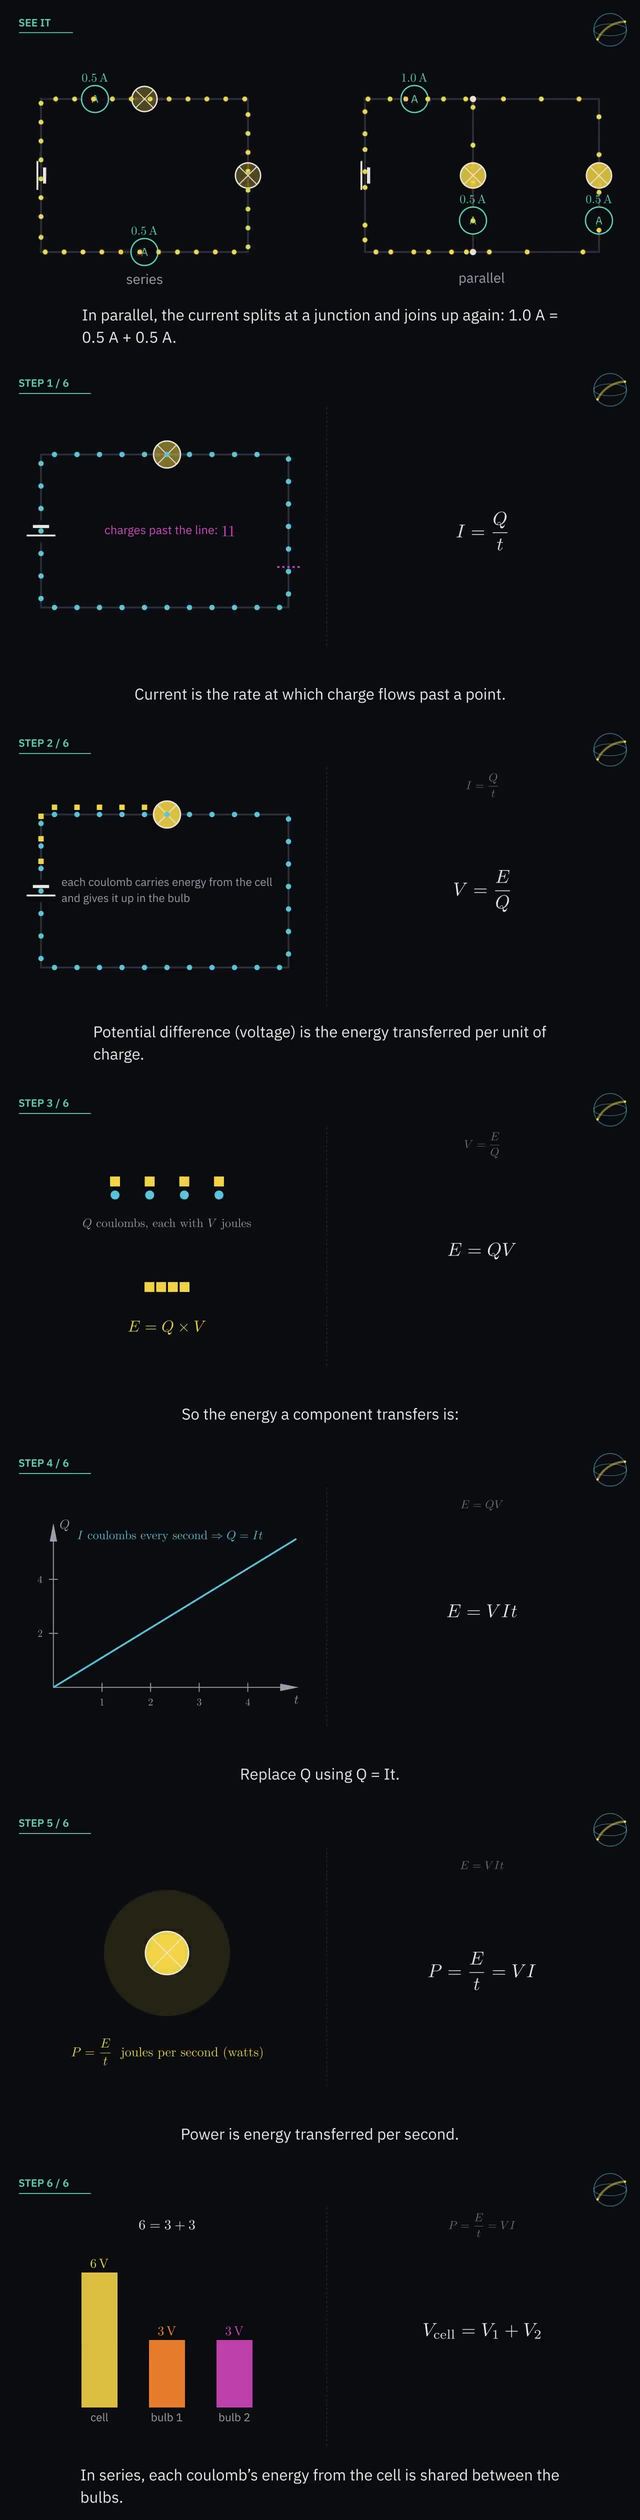 SEE IT
0.5 A
A
0.5 A
A
series
1.0 A
A
0.5 A
A
0.5 A
A
parallel
In parallel, the current splits at a junction and joins up again: 1.0 A =
0.5 A + 0.5 A.
STEP 1 / 6
charges past the line: 11
I = Q/t
Current is the rate at which charge flows past a point.
STEP 2 / 6
I = Q/t
each coulomb carries energy from the cell
and gives it up in the bulb
V = E/Q
Potential difference (voltage) is the energy transferred per unit of
charge.
STEP 3 / 6
V = E/Q
Q coulombs, each with V joules
E = QV
E = Q × V
So the energy a component transfers is:
STEP 4 / 6
E = QV
Q
I coulombs every second ⇒ Q = It
4
2
1 2 3 4
t
E = VIt
Replace Q using Q = It.
STEP 5 / 6
E = VIt
P = E/t = VI
P = E/t joules per second (watts)
Power is energy transferred per second.
STEP 6 / 6
6 = 3 + 3
P = E/t = VI
6 V
3 V
3 V
cell
bulb 1
bulb 2
V_cell = V_1 + V_2
In series, each coulomb’s energy from the cell is shared between the
bulbs.